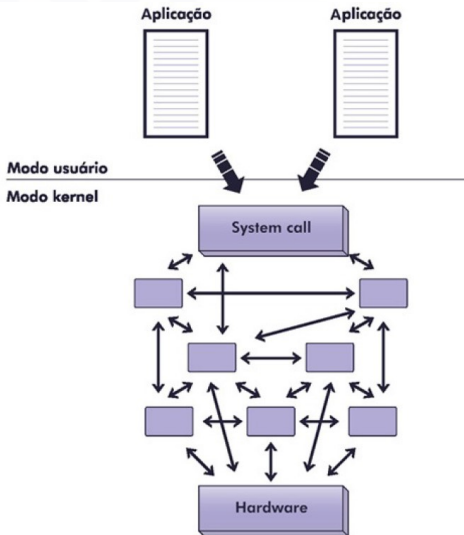 Aplicação
Aplicação
Modo usuário
Modo kernel
System call
Hardware